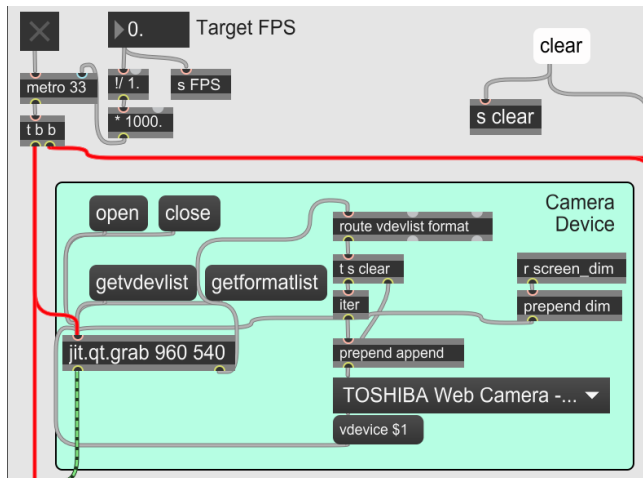 0.
Target FPS
clear
metro 33
!/ 1.
s FPS
s clear
t b b
* 1000.
open
close
Camera
Device
route vdevlist format
getvdevlist
getformatlist
t s clear
r screen_dim
iter
prepend dim
jit.qt.grab 960 540
prepend append
TOSHIBA Web Camera -...
vdevice $1